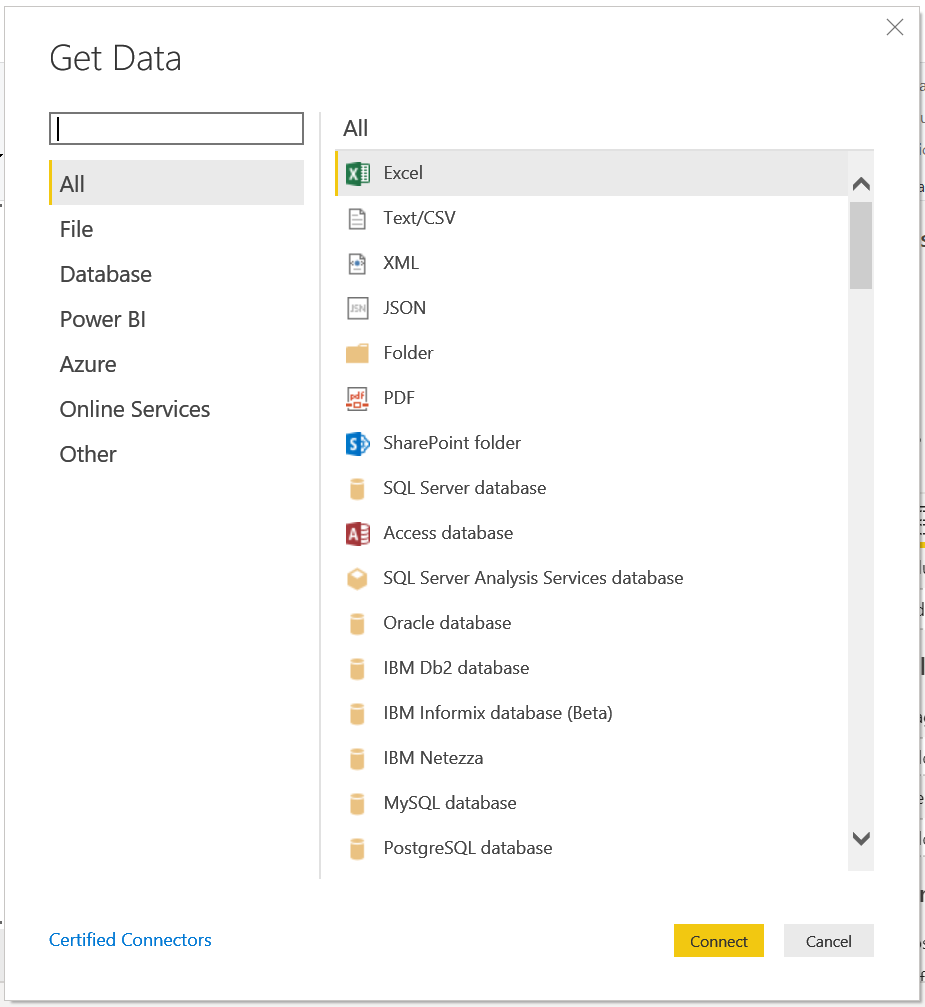 Get Data
All
File
Database
Power BI
Azure
Online Services
Other
All
Excel
Text/CSV
XML
JSON
Folder
PDF
SharePoint folder
SQL Server database
Access database
SQL Server Analysis Services database
Oracle database
IBM Db2 database
IBM Informix database (Beta)
IBM Netezza
MySQL database
PostgreSQL database
Certified Connectors
Connect
Cancel